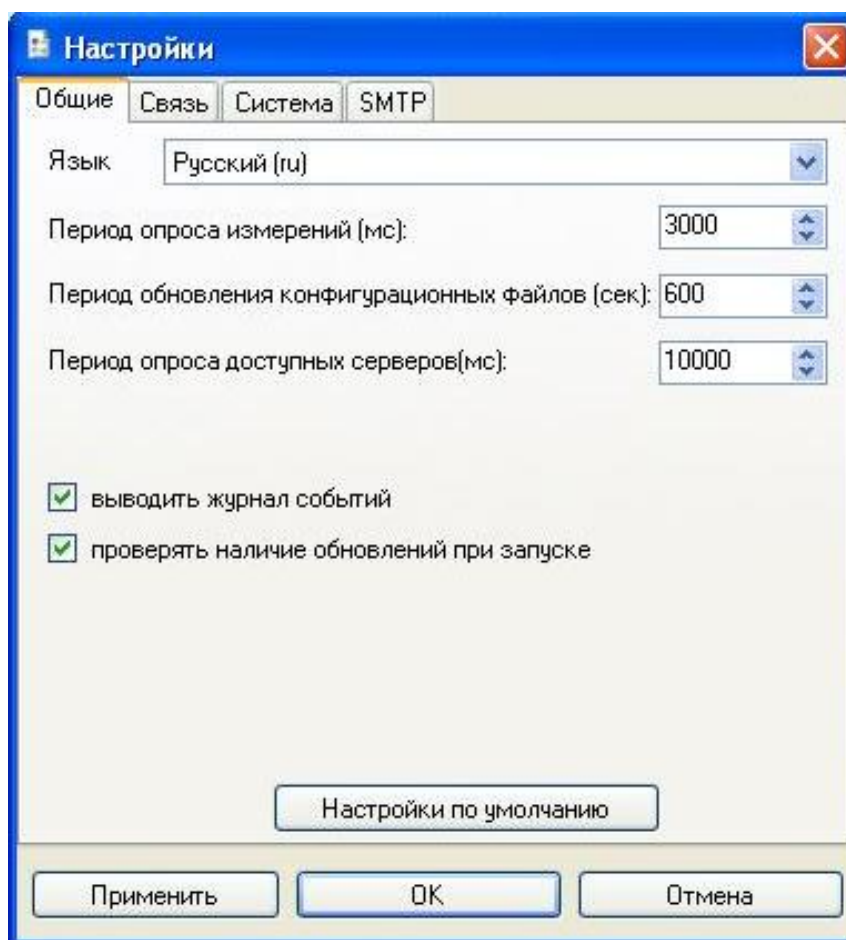 Настройки
Общие Связь Система SMTP
Язык Русский (ru)
Период опроса измерений (мс): 3000
Период обновления конфигурационных файлов (сек): 600
Период опроса доступных серверов(мс): 10000
выводить журнал событий
проверять наличие обновлений при запуске
Настройки по умолчанию
Применить OK Отмена